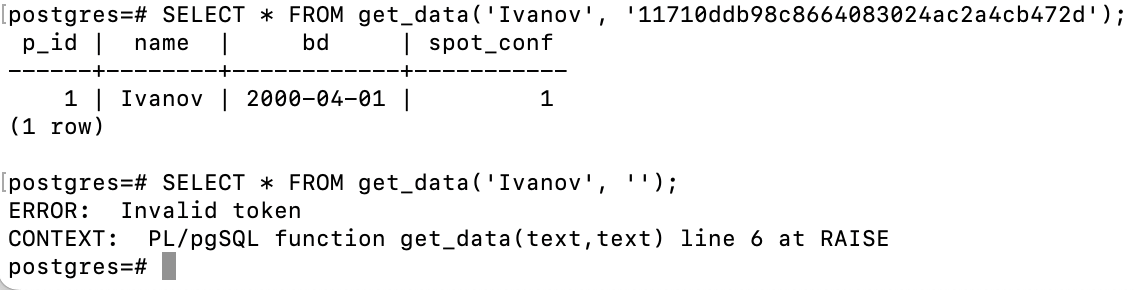 [postgres=# SELECT * FROM get_data('Ivanov', '11710ddb98c8664083024ac2a4cb472d');
 p_id |  name  |     bd     | spot_conf
------+--------+------------+-----------
    1 | Ivanov | 2000-04-01 |         1
(1 row)
[postgres=# SELECT * FROM get_data('Ivanov', '');
ERROR:  Invalid token
CONTEXT:  PL/pgSQL function get_data(text,text) line 6 at RAISE
postgres=#